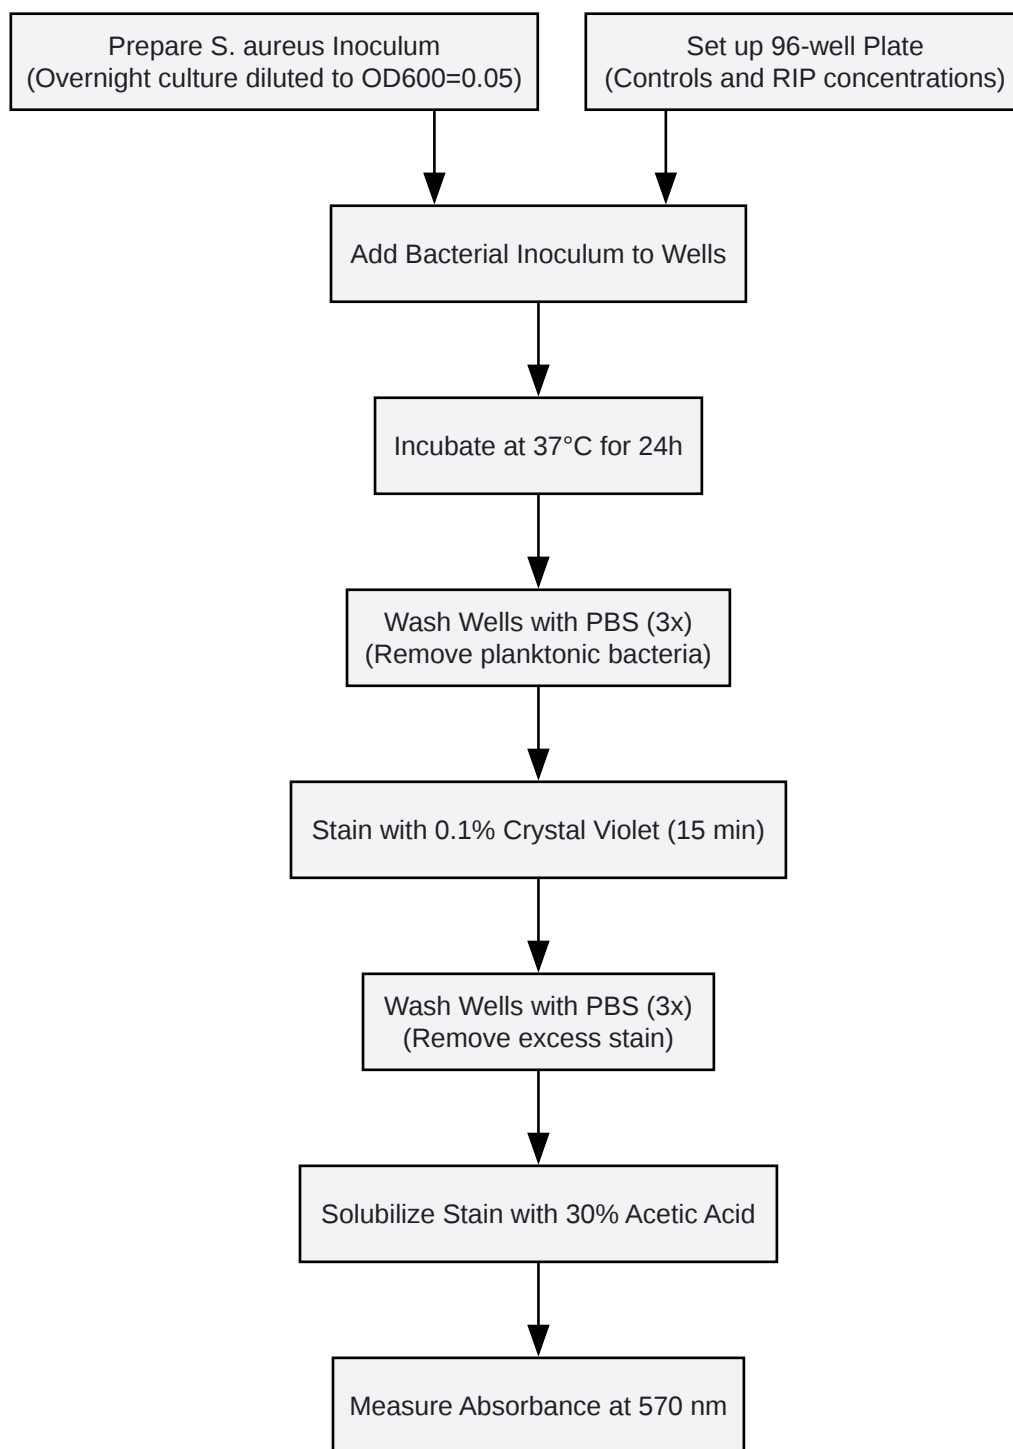 Prepare S. aureus Inoculum
(Overnight culture diluted to OD600=0.05)
Set up 96-well Plate
(Controls and RIP concentrations)
Add Bacterial Inoculum to Wells
Incubate at 37°C for 24h
Wash Wells with PBS (3x)
(Remove planktonic bacteria)
Stain with 0.1% Crystal Violet (15 min)
Wash Wells with PBS (3x)
(Remove excess stain)
Solubilize Stain with 30% Acetic Acid
Measure Absorbance at 570 nm